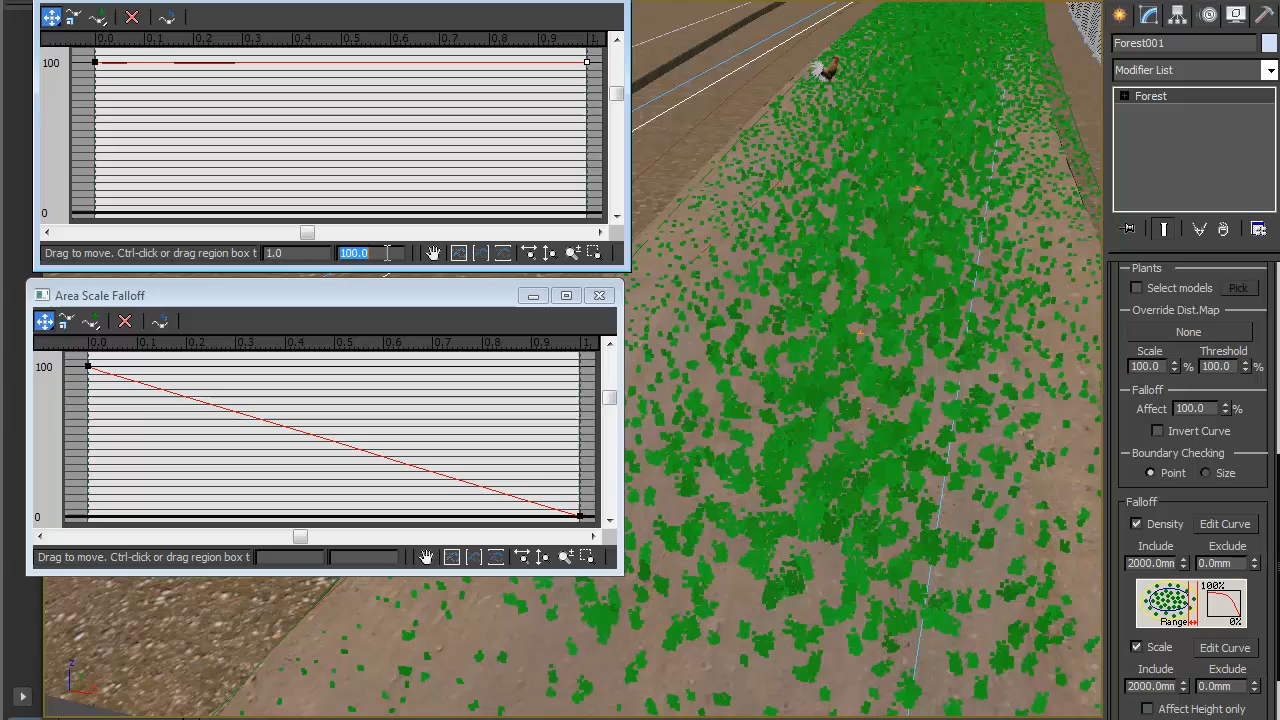 0.0 0.1 0.2 0.3 0.4 0.5 0.6 0.7 0.8 0.9 1.
100
0
Drag to move. Ctrl-click or drag region box t 1.0 100.0
Area Scale Falloff
0.0 0.1 0.2 0.3 0.4 0.5 0.6 0.7 0.8 0.9 1.
100
0
Drag to move. Ctrl-click or drag region box t
z
Forest001
Modifier List
Forest
Plants
Select models Pick
Override Dist.Map
None
Scale Threshold
100.0 % 100.0 %
Falloff
Affect 100.0 %
Invert Curve
Boundary Checking
Point Size
Falloff
Density Edit Curve
Include Exclude
2000.0mm 0.0mm
100%
Range 0%
Scale Edit Curve
Include Exclude
2000.0mm 0.0mm
Affect Height only